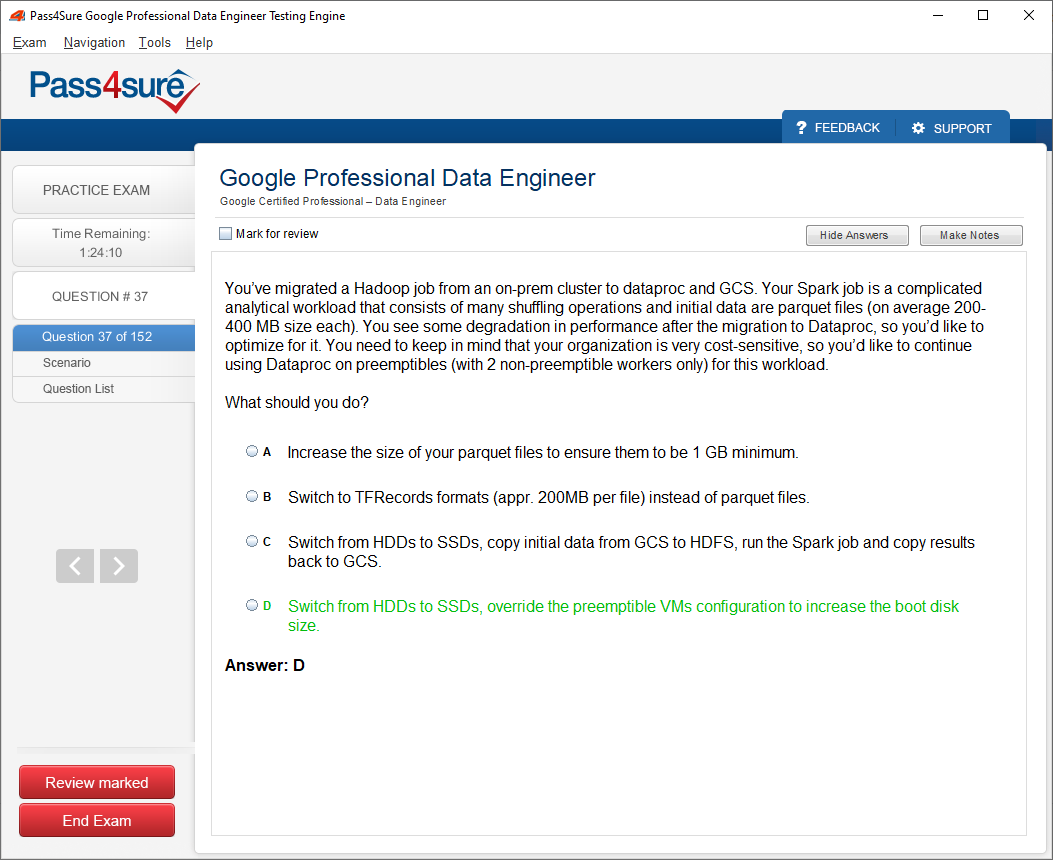 Pass4Sure Google Professional Data Engineer Testing Engine
Exam Navigation Tools Help
Pass4sure
? FEEDBACK SUPPORT
PRACTICE EXAM
Time Remaining:
1:24:10
QUESTION # 37
Question 37 of 152
Scenario
Question List
Review marked
End Exam
Google Professional Data Engineer
Google Certified Professional – Data Engineer
Mark for review
Hide Answers Make Notes
You’ve migrated a Hadoop job from an on-prem cluster to dataproc and GCS. Your Spark job is a complicated
analytical workload that consists of many shuffling operations and initial data are parquet files (on average 200-
400 MB size each). You see some degradation in performance after the migration to Dataproc, so you’d like to
optimize for it. You need to keep in mind that your organization is very cost-sensitive, so you’d like to continue
using Dataproc on preemptibles (with 2 non-preemptible workers only) for this workload.
What should you do?
A Increase the size of your parquet files to ensure them to be 1 GB minimum.
B Switch to TFRecords formats (appr. 200MB per file) instead of parquet files.
C Switch from HDDs to SSDs, copy initial data from GCS to HDFS, run the Spark job and copy results
back to GCS.
D Switch from HDDs to SSDs, override the preemptible VMs configuration to increase the boot disk
size.
Answer: D